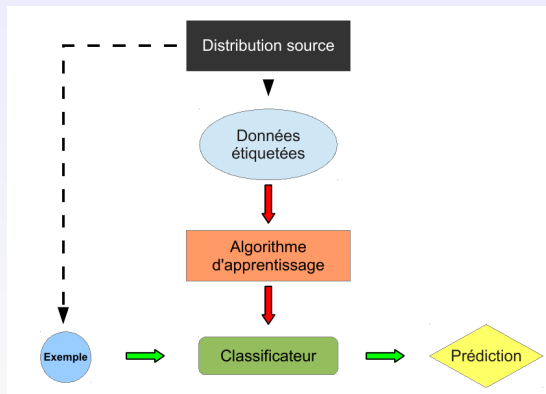 Distribution source
Données
étiquetées
Algorithme
d'apprentissage
Exemple
Classificateur
Prédiction